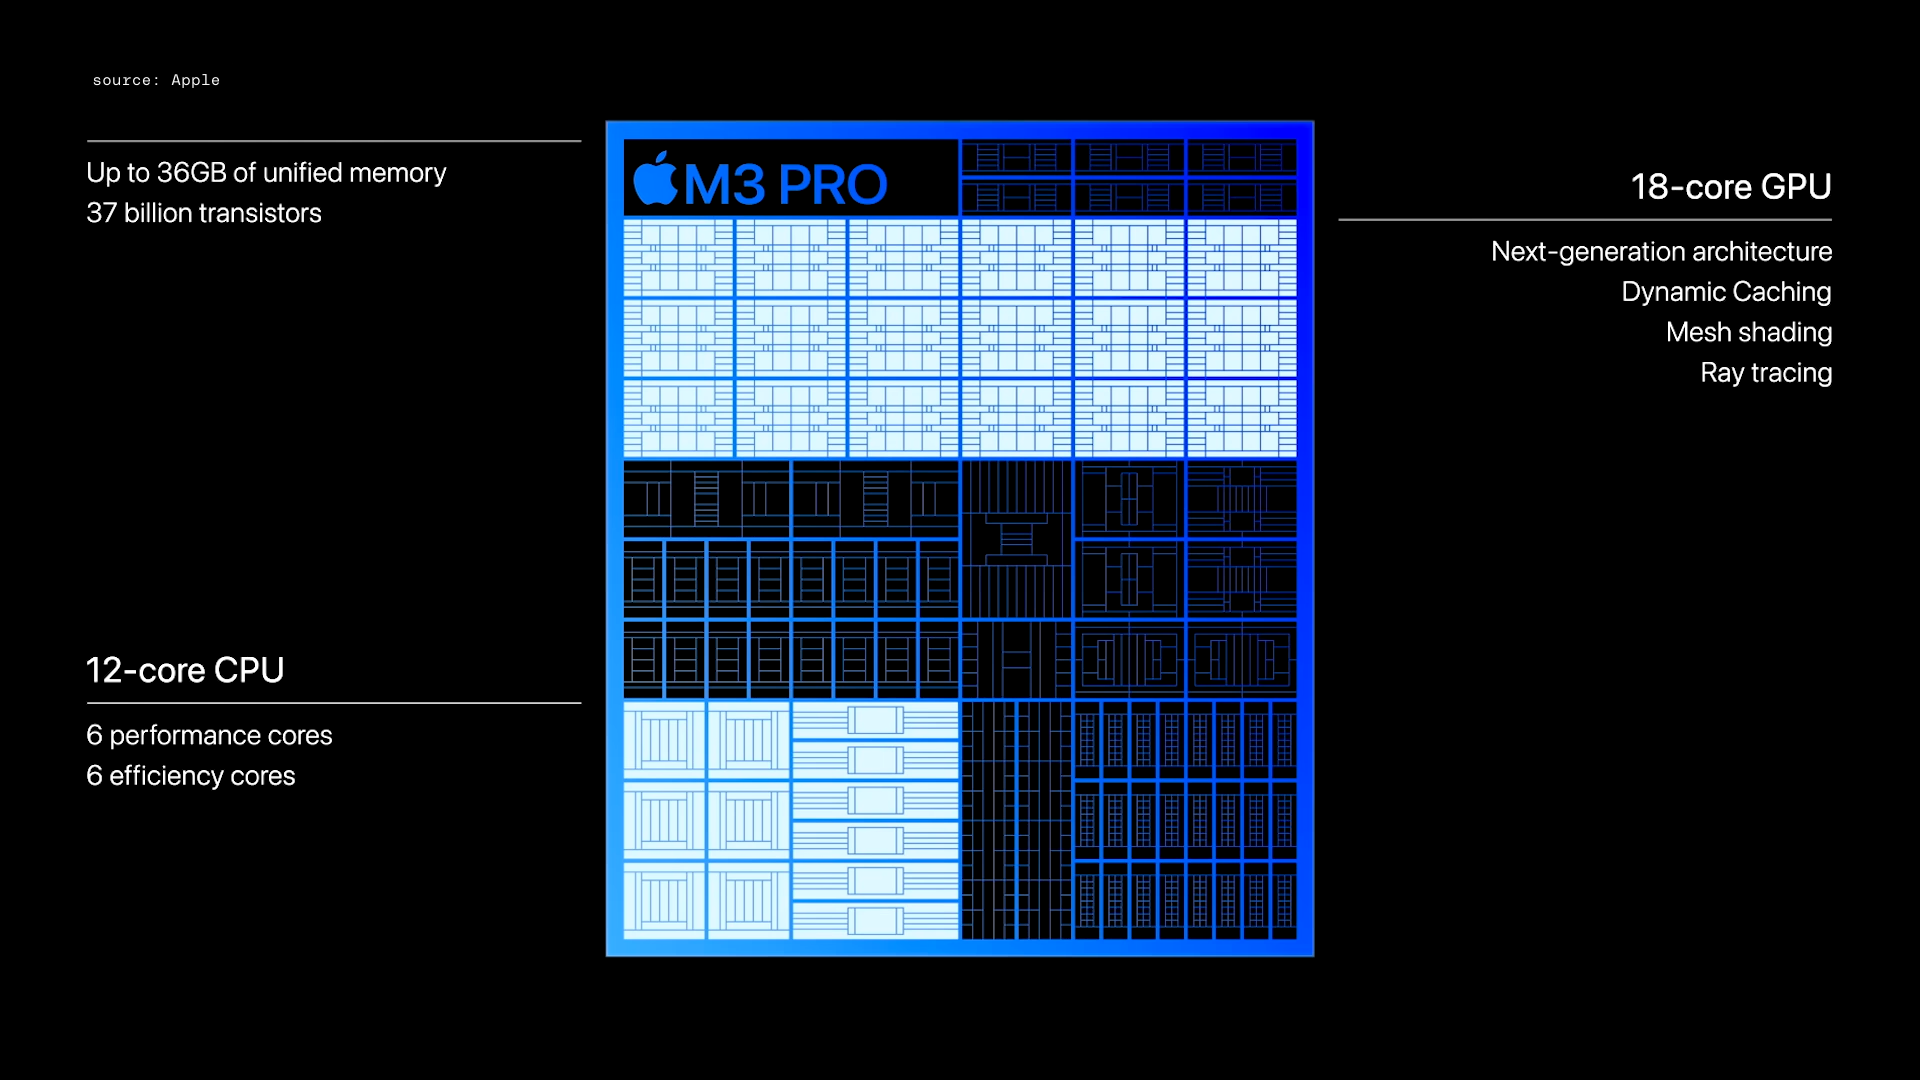 source: Apple
Up to 36GB of unified memory
37 billion transistors
M3 PRO
18-core GPU
Next-generation architecture
Dynamic Caching
Mesh shading
Ray tracing
12-core CPU
6 performance cores
6 efficiency cores